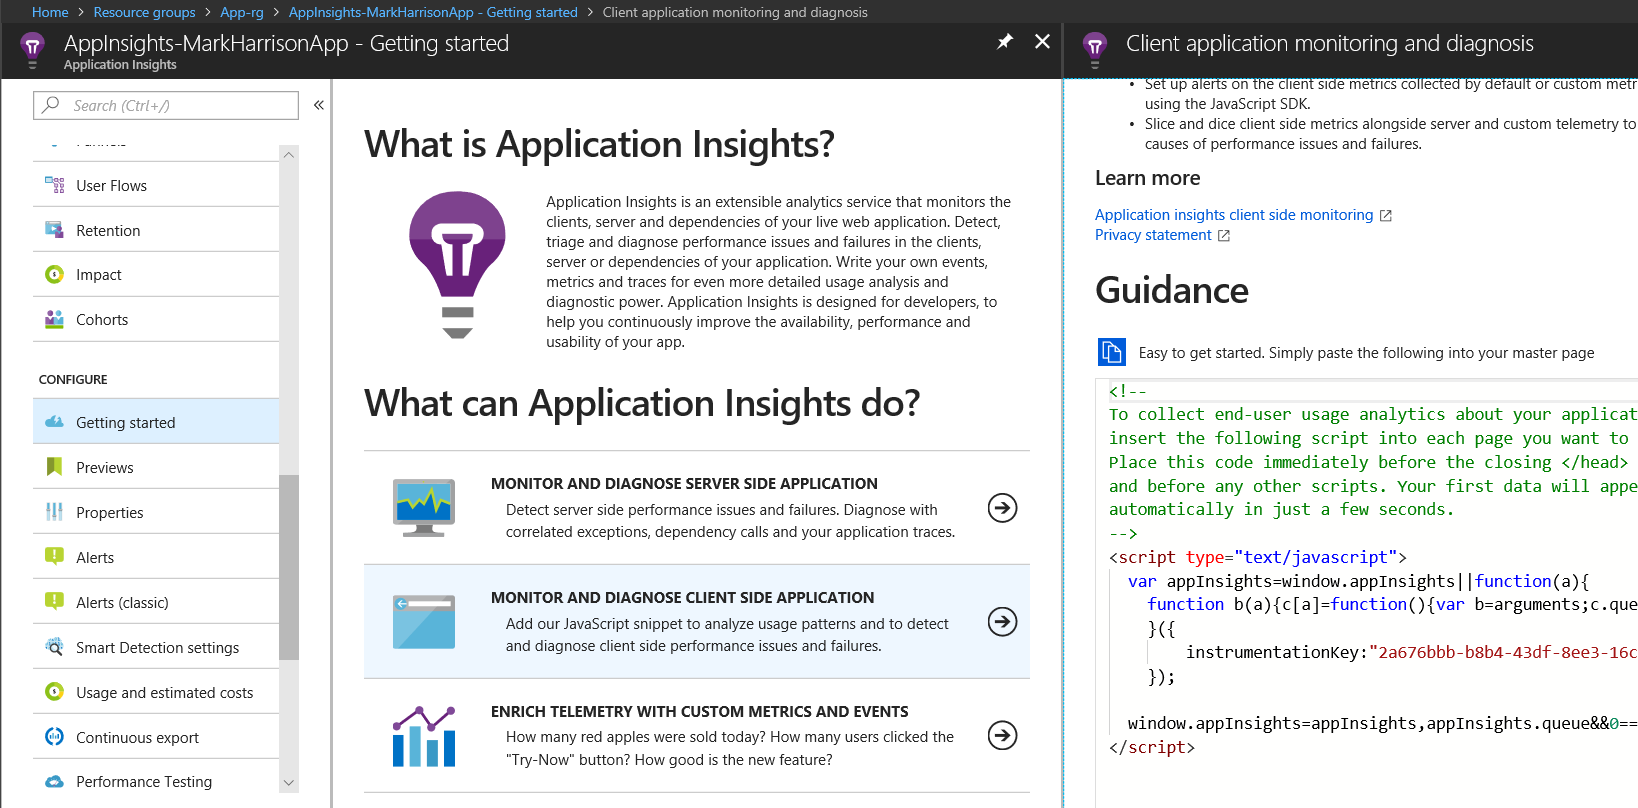 Home > Resource groups > App-rg > AppInsights-MarkHarrisonApp - Getting started > Client application monitoring and diagnosis
AppInsights-MarkHarrisonApp - Getting started
Application Insights
Search (Ctrl+/)
User Flows
Retention
Impact
Cohorts
CONFIGURE
Getting started
Previews
Properties
Alerts
Alerts (classic)
Smart Detection settings
Usage and estimated costs
Continuous export
Performance Testing
What is Application Insights?
Application Insights is an extensible analytics service that monitors the
clients, server and dependencies of your live web application. Detect,
triage and diagnose performance issues and failures in the clients,
server or dependencies of your application. Write your own events,
metrics and traces for even more detailed usage analysis and
diagnostic power. Application Insights is designed for developers, to
help you continuously improve the availability, performance and
usability of your app.
What can Application Insights do?
MONITOR AND DIAGNOSE SERVER SIDE APPLICATION
Detect server side performance issues and failures. Diagnose with
correlated exceptions, dependency calls and your application traces.
MONITOR AND DIAGNOSE CLIENT SIDE APPLICATION
Add our JavaScript snippet to analyze usage patterns and to detect
and diagnose client side performance issues and failures.
ENRICH TELEMETRY WITH CUSTOM METRICS AND EVENTS
How many red apples were sold today? How many users clicked the
"Try-Now" button? How good is the new feature?
Client application monitoring and diagnosis
• Set up alerts on the client side metrics collected by default or custom metr
using the JavaScript SDK.
• Slice and dice client side metrics alongside server and custom telemetry to
causes of performance issues and failures.
Learn more
Application insights client side monitoring
Privacy statement
Guidance
Easy to get started. Simply paste the following into your master page
<!--
To collect end-user usage analytics about your applicat
insert the following script into each page you want to
Place this code immediately before the closing </head>
and before any other scripts. Your first data will appe
automatically in just a few seconds.
-->
<script type="text/javascript">
var appInsights=window.appInsights||function(a){
function b(a){c[a]=function(){var b=arguments;c.que
}({
instrumentationKey:"2a676bbb-b8b4-43df-8ee3-16c
});
window.appInsights=appInsights,appInsights.queue&&0==
</script>